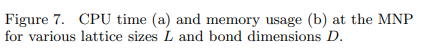 Figure 7. CPU time (a) and memory usage (b) at the MNP
for various lattice sizes L and bond dimensions D.